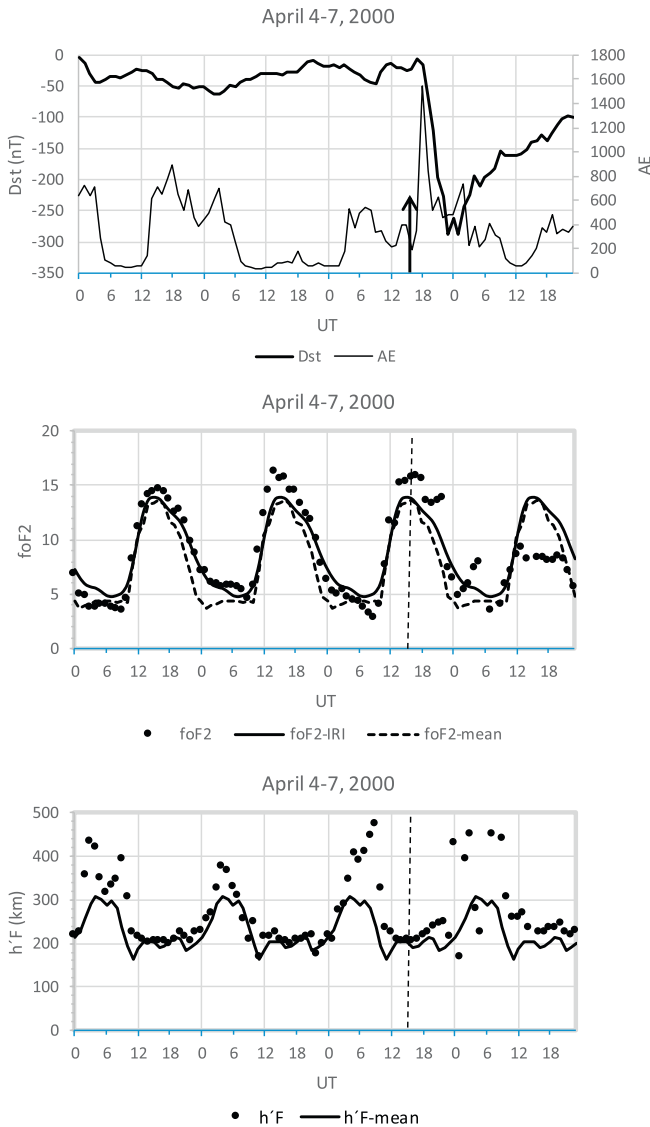 April 4-7, 2000
0
-50
-100
-150
-200
-250
-300
-350
Dst (nT)
1800
1600
1400
1200
1000
800
600
400
200
0
AE
0 6 12 18 0 6 12 18 0 6 12 18 0 6 12 18
UT
Dst AE
April 4-7, 2000
20
15
10
5
0
foF2
0 6 12 18 0 6 12 18 0 6 12 18 0 6 12 18
UT
foF2 foF2-IRI foF2-mean
April 4-7, 2000
500
400
300
200
100
0
h´F (km)
0 6 12 18 0 6 12 18 0 6 12 18 0 6 12 18
UT
h´F h´F-mean